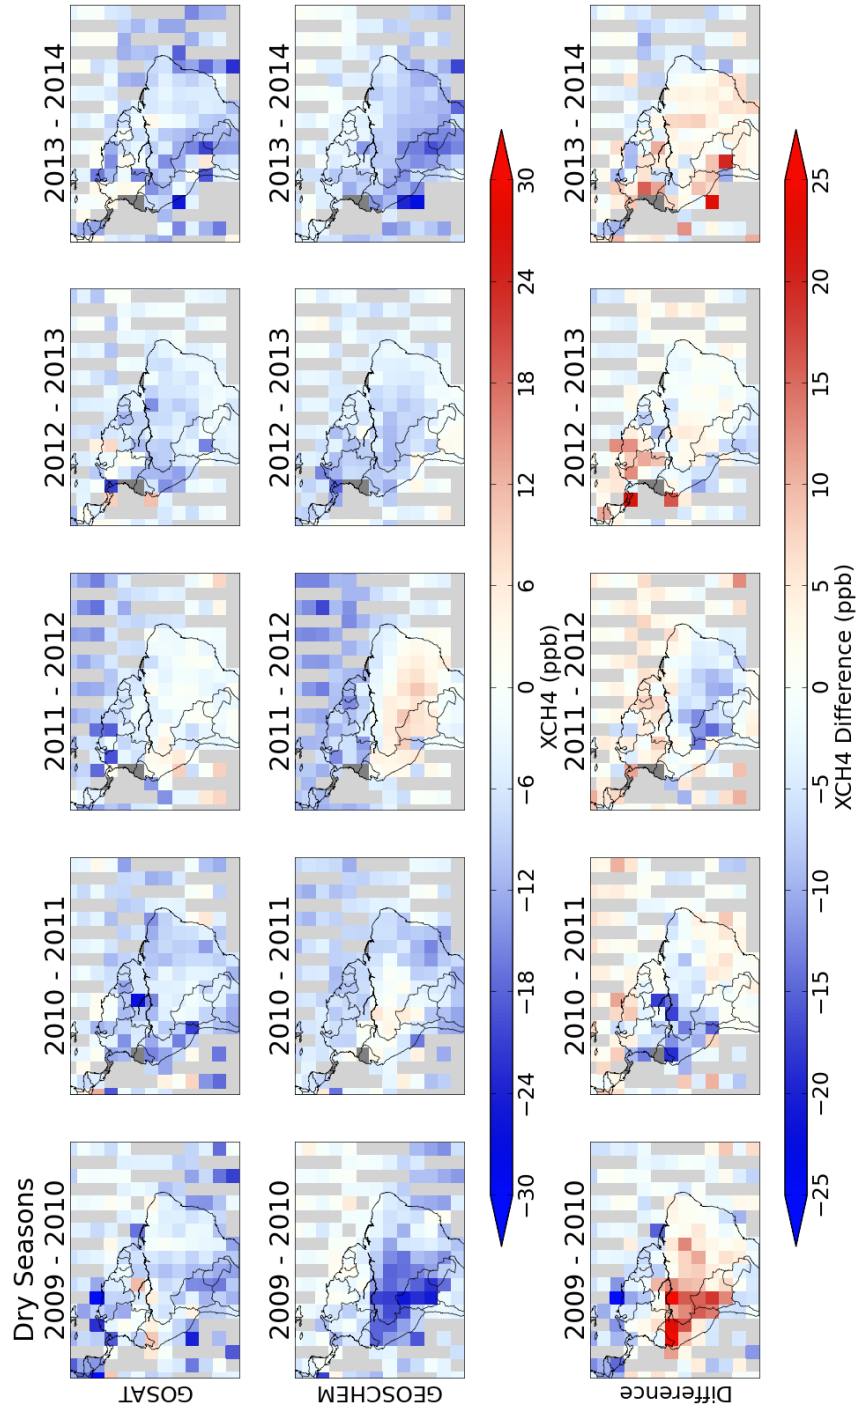 Dry Seasons
2009 - 2010
2010 - 2011
2011 - 2012
2012 - 2013
2013 - 2014
GOSAT
GEOSCHEM
−30 −24 −18 −12 −6 0 6 12 18 24 30
XCH4 (ppb)
2009 - 2010
2010 - 2011
2011 - 2012
2012 - 2013
2013 - 2014
2009 - 2010
2010 - 2011
2011 - 2012
2012 - 2013
2013 - 2014
Difference
−25 −20 −15 −10 −5 0 5 10 15 20 25
XCH4 Difference (ppb)